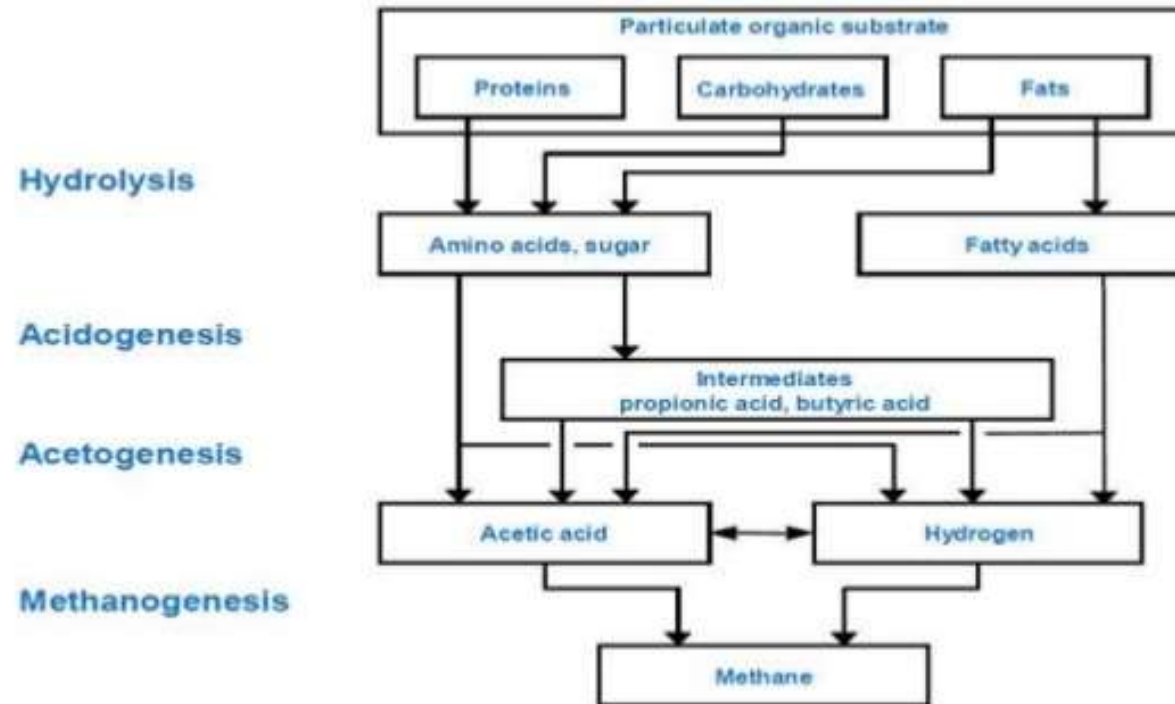 Particulate organic substrate
Proteins
Carbohydrates
Fats
Hydrolysis
Amino acids, sugar
Fatty acids
Acidogenesis
Intermediates
propionic acid, butyric acid
Acetogenesis
Acetic acid
Hydrogen
Methanogenesis
Methane